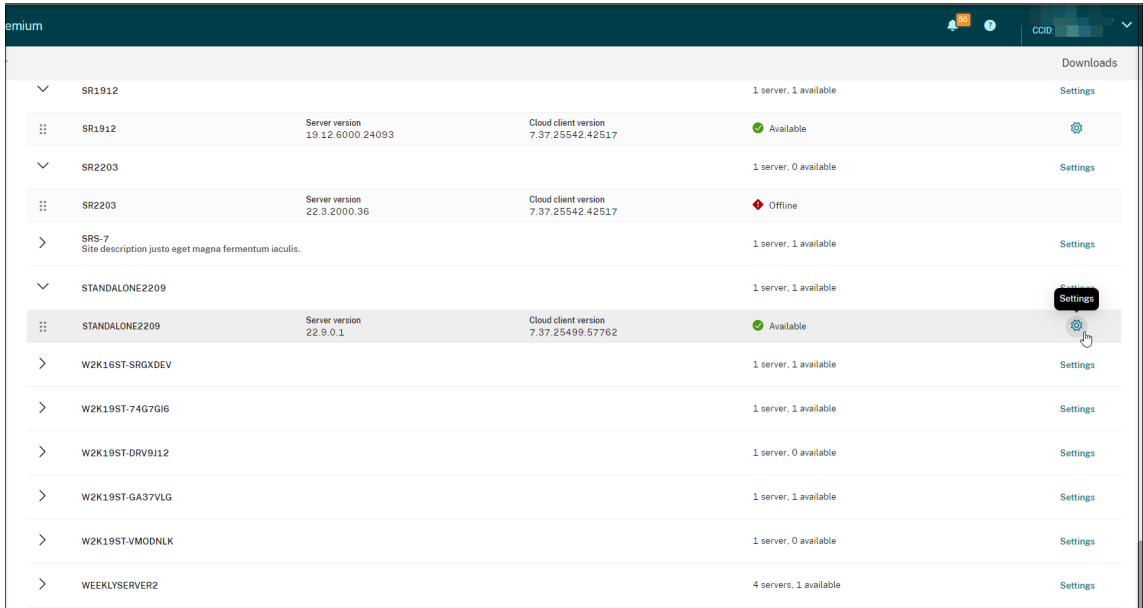 emium
50
?
CCID:
Downloads
SR1912
1 server, 1 available
Settings
SR1912
Server version
19.12.6000.24093
Cloud client version
7.37.25542.42517
Available
SR2203
1 server, 0 available
Settings
SR2203
Server version
22.3.2000.36
Cloud client version
7.37.25542.42517
Offline
SRS-7
Site description justo eget magna fermentum iaculis.
1 server, 1 available
Settings
STANDALONE2209
1 server, 1 available
Settings
Settings
STANDALONE2209
Server version
22.9.0.1
Cloud client version
7.37.25499.57762
Available
W2K16ST-SRGXDEV
1 server, 1 available
Settings
W2K19ST-74G7GI6
1 server, 1 available
Settings
W2K19ST-DRV9J12
1 server, 0 available
Settings
W2K19ST-GA37VLG
1 server, 1 available
Settings
W2K19ST-VMODNLK
1 server, 0 available
Settings
WEEKLYSERVER2
4 servers, 1 available
Settings